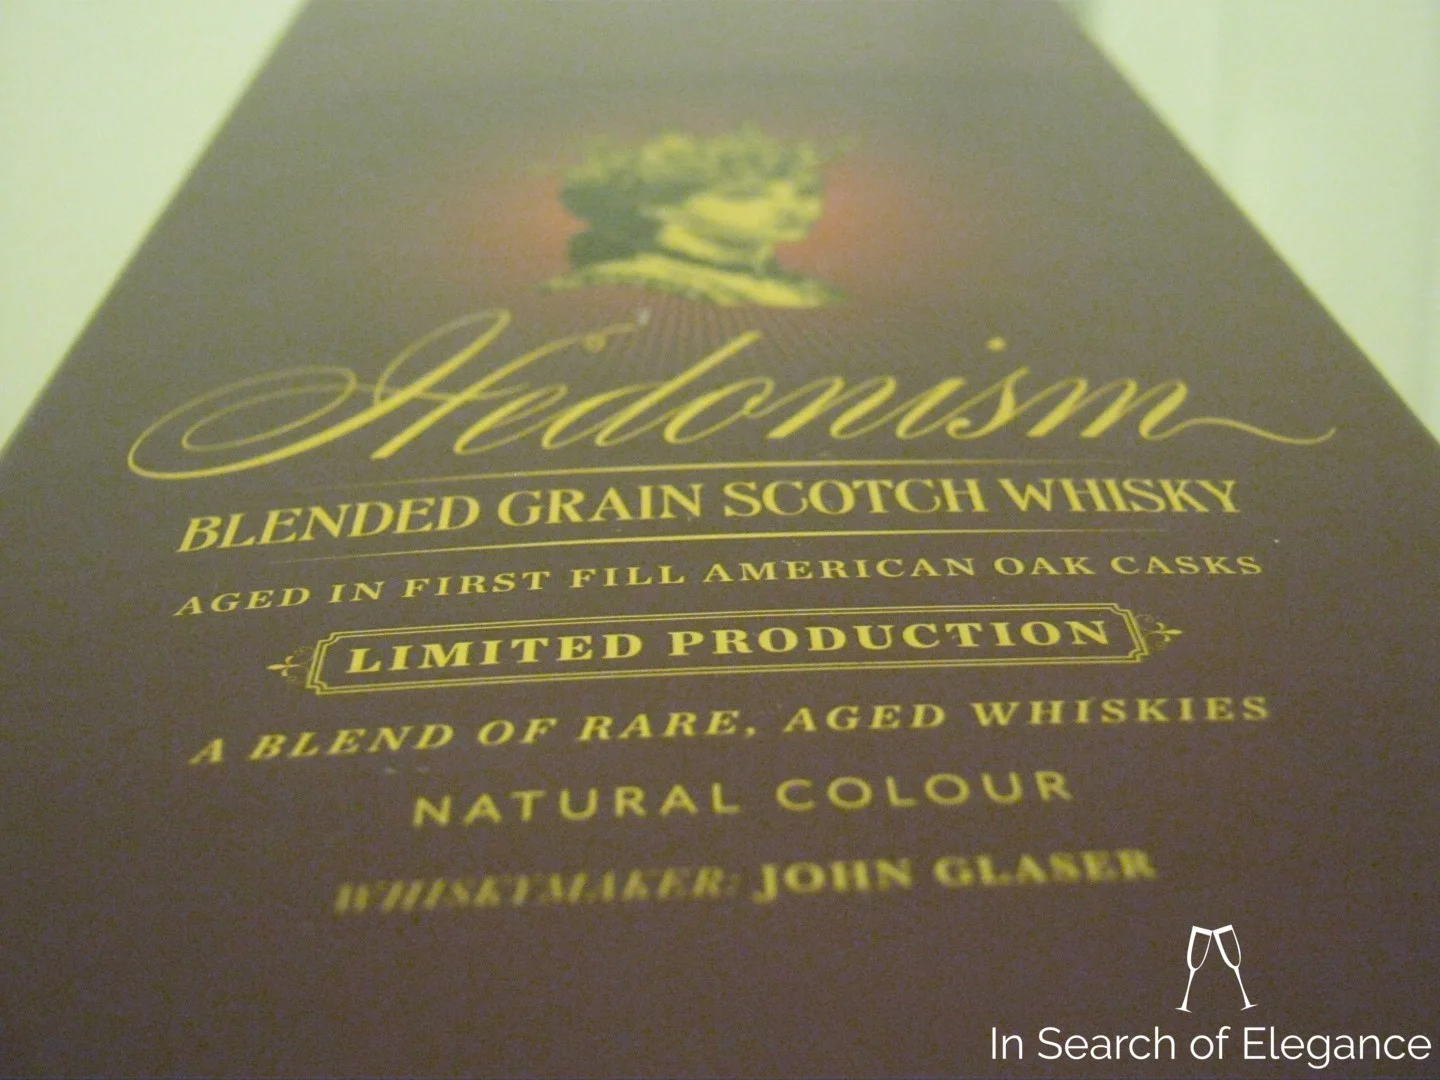 Hedonism
BLENDED GRAIN SCOTCH WHISKY
AGED IN FIRST FILL AMERICAN OAK CASKS
LIMITED PRODUCTION
A BLEND OF RARE, AGED WHISKIES
NATURAL COLOUR
WHISKYMAKER: JOHN GLASER
In Search of Elegance